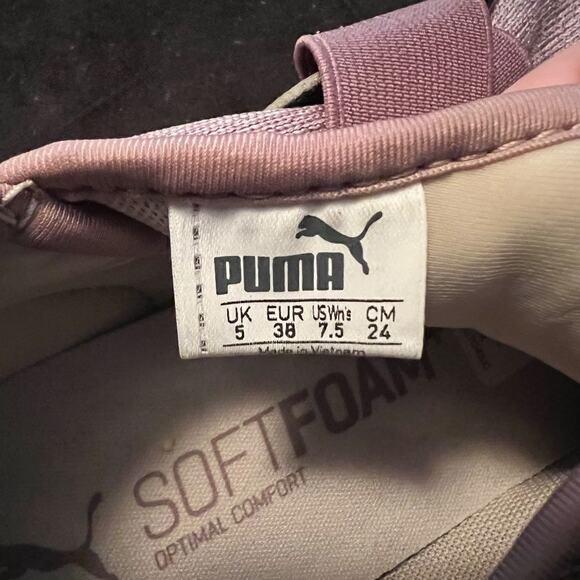 PUMA
UK EUR US Wn's CM
5 38 7.5 24
Made in Vietnam
SOFTFOAM
OPTIMAL COMFORT